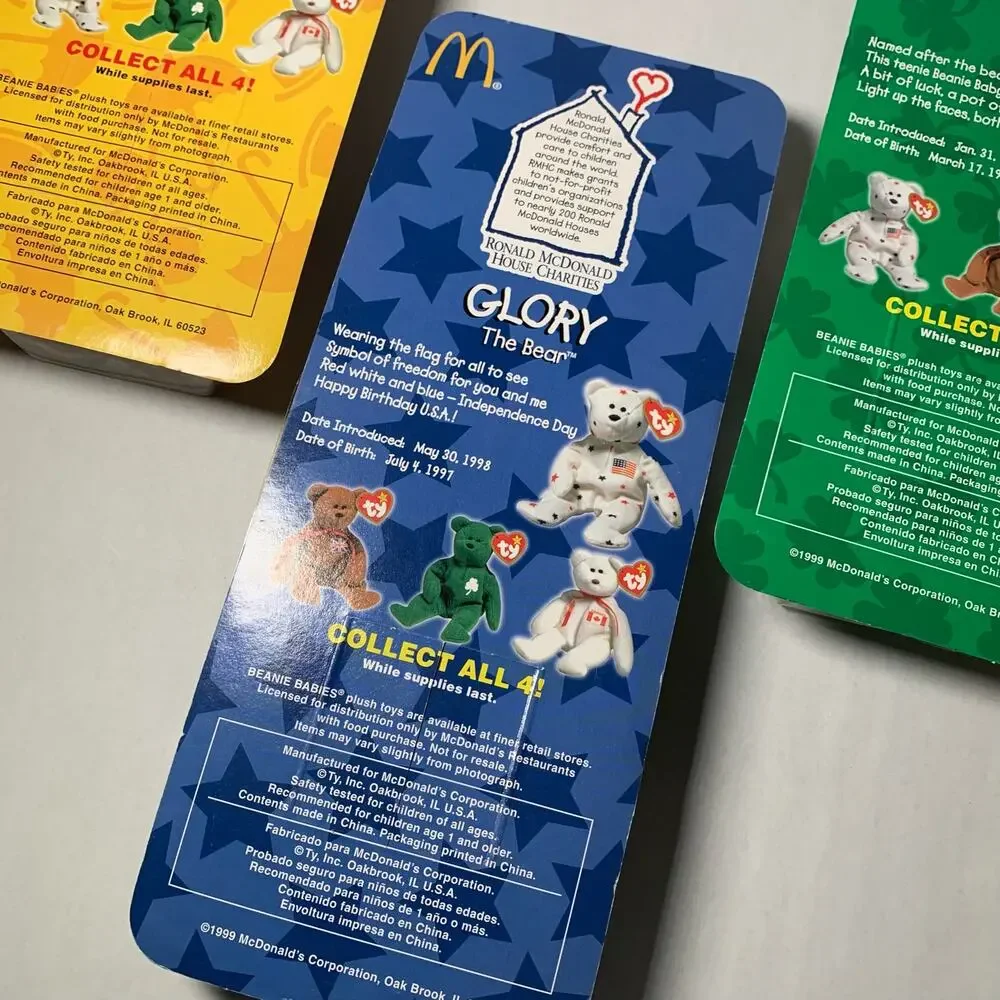 COLLECT ALL 4!
While supplies last.
BEANIE BABIES® plush toys are available at finer retail stores.
Licensed for distribution only by McDonald's Restaurants
with food purchase. Not for resale.
Items may vary slightly from photograph.
Manufactured for McDonald's Corporation.
©Ty, Inc. Oakbrook, IL U.S.A.
Safety tested for children of all ages.
Recommended for children age 1 and older.
made in China. Packaging printed in China.
Fabricado para McDonald's Corporation.
©Ty, Inc. Oakbrook, IL U.S.A.
seguro para niños de todas edades.
para niños de 1 año o más.
Contenido fabricado en China.
Envoltura impresa en China.
Corporation, Oak Brook, IL 60523
M®
Ronald
McDonald
House Charities
provide comfort and
care to children
around the world.
RMHC makes grants
to not-for-profit
children's organizations
and provides support
to nearly 200 Ronald
McDonald Houses
worldwide.
RONALD MCDONALD
HOUSE CHARITIES
GLORY
The Bear™
Wearing the flag for all to see
Symbol of freedom for you and me
Red white and blue – Independence Day
Happy Birthday U.S.A.!
Date Introduced: May 30, 1998
Date of Birth: July 4, 1997
ty
ty
ty
ty
COLLECT ALL 4!
While supplies last.
BEANIE BABIES® plush toys are available at finer retail stores.
Licensed for distribution only by McDonald's Restaurants
with food purchase. Not for resale.
Items may vary slightly from photograph.
Manufactured for McDonald's Corporation.
©Ty, Inc. Oakbrook, IL U.S.A.
Safety tested for children of all ages.
Recommended for children age 1 and older.
Contents made in China. Packaging printed in China.
Fabricado para McDonald's Corporation.
©Ty, Inc. Oakbrook, IL U.S.A.
Probado seguro para niños de todas edades.
Recomendado para niños de 1 año o más.
Contenido fabricado en China.
Envoltura impresa en China.
©1999 McDonald's Corporation, Oak Brook, IL
Named after the
This teenie Beanie
A bit of luck, a pot o
Light up the faces,
Date Introduced: Jan. 31,
Date of Birth: March 17, 19
ty
COLLECT
While
BEANIE BABIES® plush toys are
Licensed for distribution only by
with food purchase.
Items may vary slightly
Manufactured for
©Ty, Inc. Oakbrook,
Safety tested for
Recommended for children
Contents made in China.
Fabricado para
©Ty, Inc. Oakbrook,
Probado seguro para niños de
Recomendado para niños de 1
Contenido fabricado en
Envoltura impresa en
©1999 McDonald's Corporation, Oak